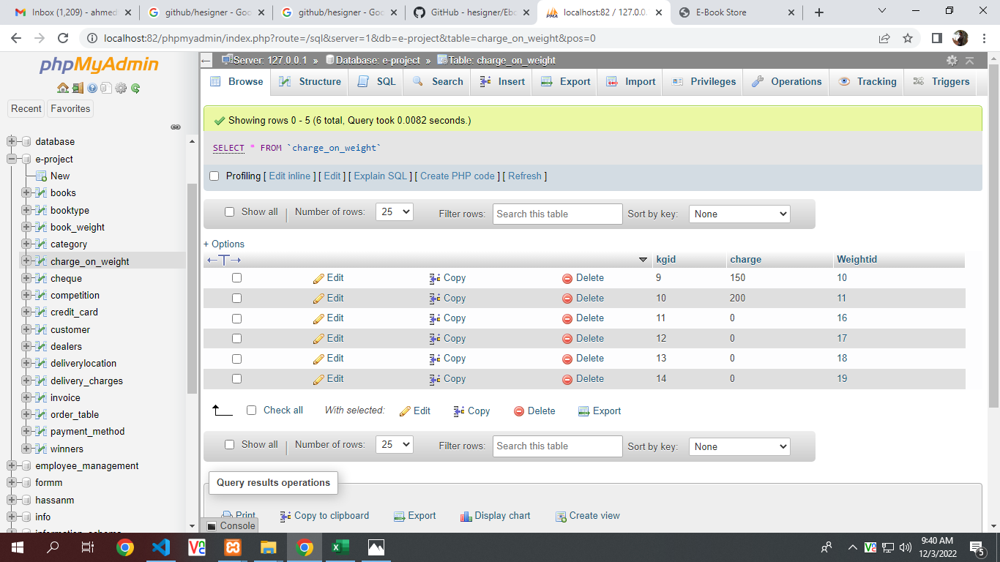 Inbox (1,209) - ahmed
github/hesigner - Goo
github/hesigner - Goo
GitHub - hesigner/Ebo
localhost:82 / 127.0.0.
E-Book Store
localhost:82/phpmyadmin/index.php?route=/sql&server=1&db=e-project&table=charge_on_weight&pos=0
phpMyAdmin
Recent
Favorites
database
e-project
New
books
booktype
book_weight
category
charge_on_weight
cheque
competition
credit_card
customer
dealers
deliverylocation
delivery_charges
invoice
order_table
payment_method
winners
employee_management
formm
hassanm
info
information_schema
Server: 127.0.0.1 » Database: e-project » Table: charge_on_weight
Browse Structure SQL Search Insert Export Import Privileges Operations Tracking Triggers
Showing rows 0 - 5 (6 total, Query took 0.0082 seconds.)
SELECT * FROM `charge_on_weight`
Profiling [ Edit inline ] [ Edit ] [ Explain SQL ] [ Create PHP code ] [ Refresh ]
Show all | Number of rows: 25 Filter rows: Search this table Sort by key: None
+ Options
←T→ kgid charge Weightid
Edit Copy Delete 9 150 10
Edit Copy Delete 10 200 11
Edit Copy Delete 11 0 16
Edit Copy Delete 12 0 17
Edit Copy Delete 13 0 18
Edit Copy Delete 14 0 19
Check all With selected: Edit Copy Delete Export
Show all | Number of rows: 25 Filter rows: Search this table Sort by key: None
Query results operations
Print Copy to clipboard Export Display chart Create view
Console
9:40 AM
12/3/2022
5